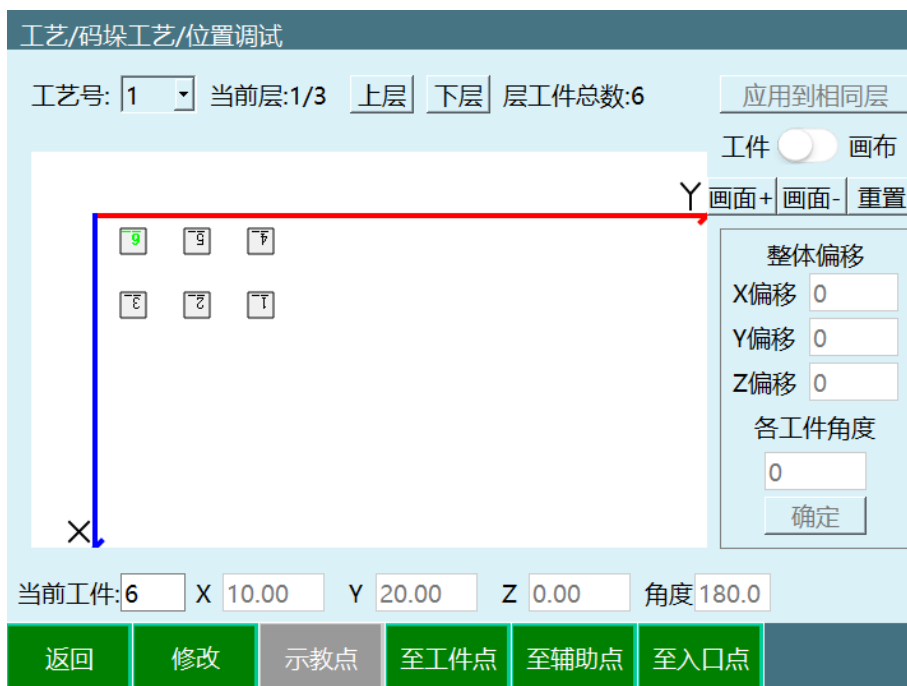 工艺/码垛工艺/位置调试
工艺号: 1 当前层:1/3 上层 下层 层工件总数:6 应用到相同层
工件 画布
画面+ 画面- 重置
Y
6 5 4
3 2 1
X
整体偏移
X偏移 0
Y偏移 0
Z偏移 0
各工件角度
0
确定
当前工件:6 X 10.00 Y 20.00 Z 0.00 角度 180.0
返回 修改 示教点 至工件点 至辅助点 至入口点